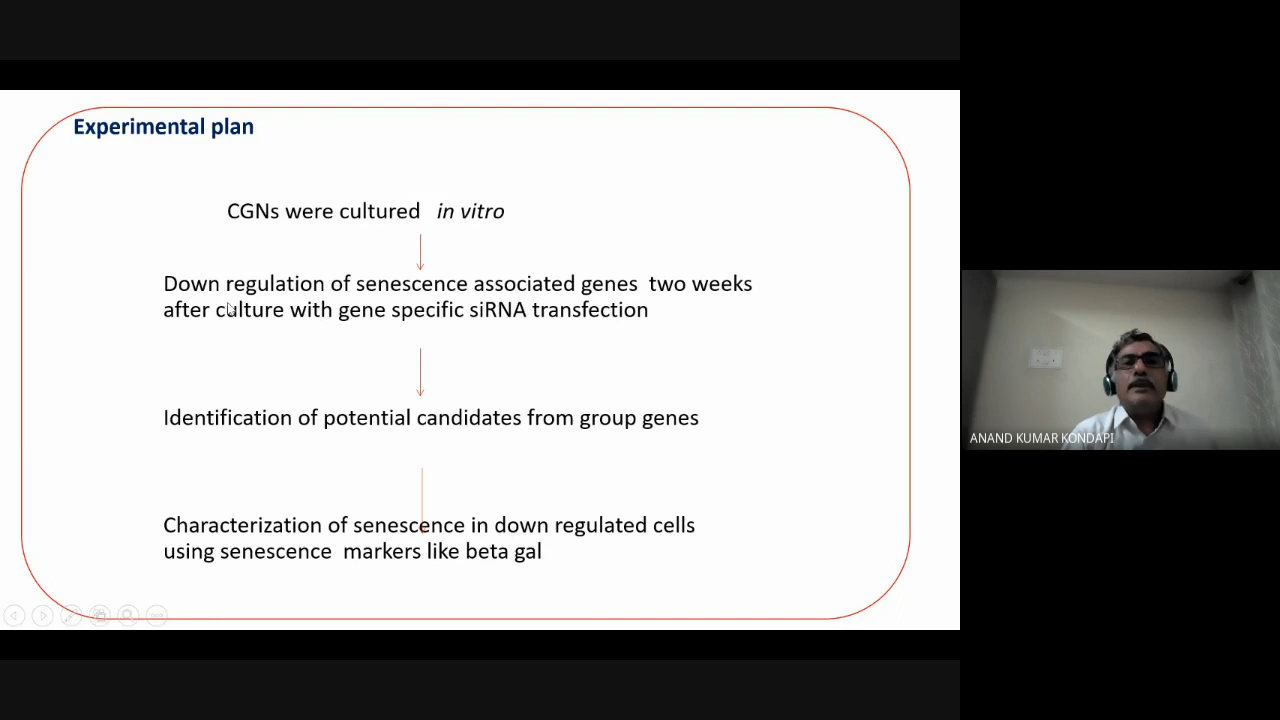 Experimental plan
CGNs were cultured in vitro
Down regulation of senescence associated genes two weeks
after culture with gene specific siRNA transfection
Identification of potential candidates from group genes
Characterization of senescence in down regulated cells
using senescence markers like beta gal
ANAND KUMAR KONDAPI